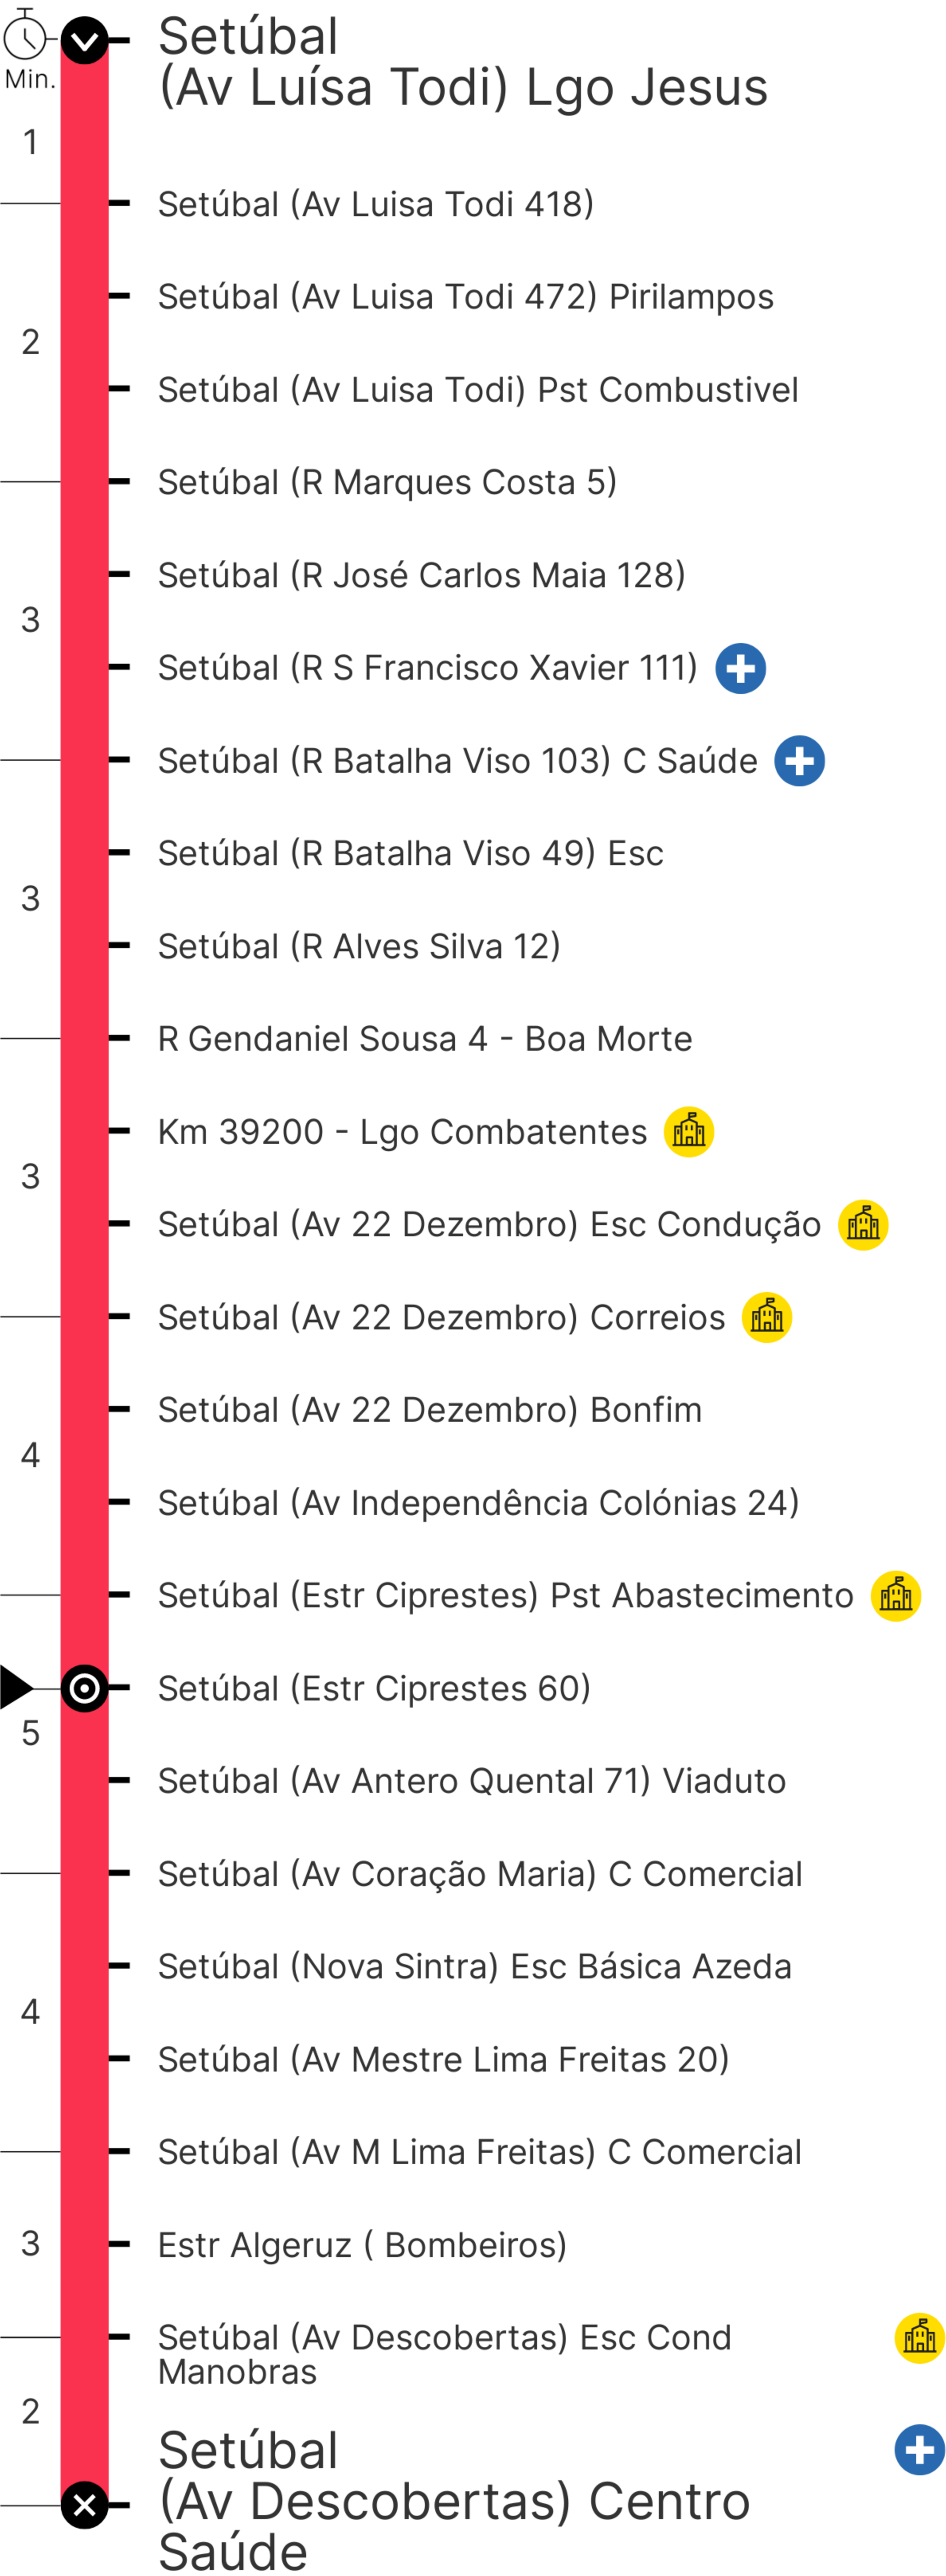 Min.
Setúbal
(Av Luísa Todi) Lgo Jesus
1
Setúbal (Av Luisa Todi 418)
Setúbal (Av Luisa Todi 472) Pirilampos
2
Setúbal (Av Luisa Todi) Pst Combustivel
Setúbal (R Marques Costa 5)
Setúbal (R José Carlos Maia 128)
3
Setúbal (R S Francisco Xavier 111)
Setúbal (R Batalha Viso 103) C Saúde
Setúbal (R Batalha Viso 49) Esc
3
Setúbal (R Alves Silva 12)
R Gendaniel Sousa 4 - Boa Morte
Km 39200 - Lgo Combatentes
3
Setúbal (Av 22 Dezembro) Esc Condução
Setúbal (Av 22 Dezembro) Correios
Setúbal (Av 22 Dezembro) Bonfim
4
Setúbal (Av Independência Colónias 24)
Setúbal (Estr Ciprestes) Pst Abastecimento
Setúbal (Estr Ciprestes 60)
5
Setúbal (Av Antero Quental 71) Viaduto
Setúbal (Av Coração Maria) C Comercial
Setúbal (Nova Sintra) Esc Básica Azeda
4
Setúbal (Av Mestre Lima Freitas 20)
Setúbal (Av M Lima Freitas) C Comercial
3
Estr Algeruz ( Bombeiros)
Setúbal (Av Descobertas) Esc Cond
Manobras
2
Setúbal
(Av Descobertas) Centro
Saúde